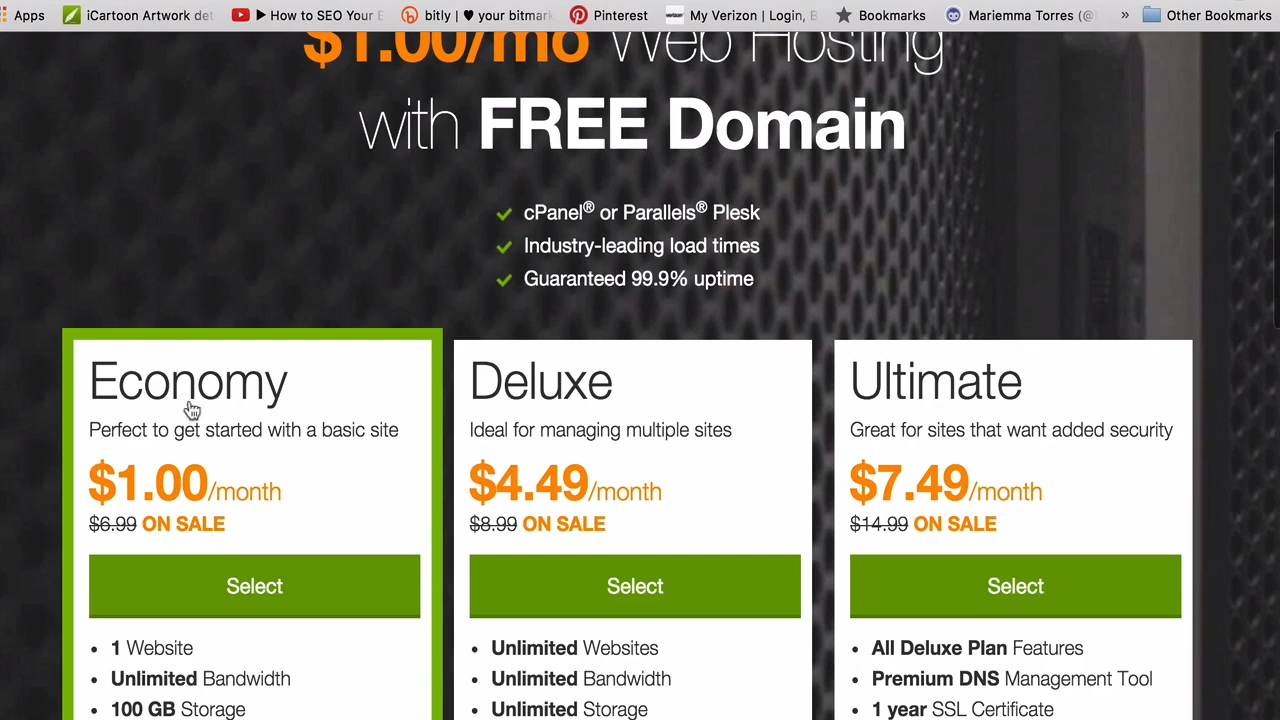 Apps iCartoon Artwork det ▶ How to SEO Your E bitly | ♥ your bitmark Pinterest My Verizon | Login, B Bookmarks Mariemma Torres (@ » Other Bookmarks
$1.00/mo Web Hosting
with FREE Domain
cPanel® or Parallels® Plesk
Industry-leading load times
Guaranteed 99.9% uptime
Economy
Perfect to get started with a basic site
$1.00/month
$6.99 ON SALE
Select
• 1 Website
• Unlimited Bandwidth
• 100 GB Storage
Deluxe
Ideal for managing multiple sites
$4.49/month
$8.99 ON SALE
Select
• Unlimited Websites
• Unlimited Bandwidth
• Unlimited Storage
Ultimate
Great for sites that want added security
$7.49/month
$14.99 ON SALE
Select
• All Deluxe Plan Features
• Premium DNS Management Tool
• 1 year SSL Certificate